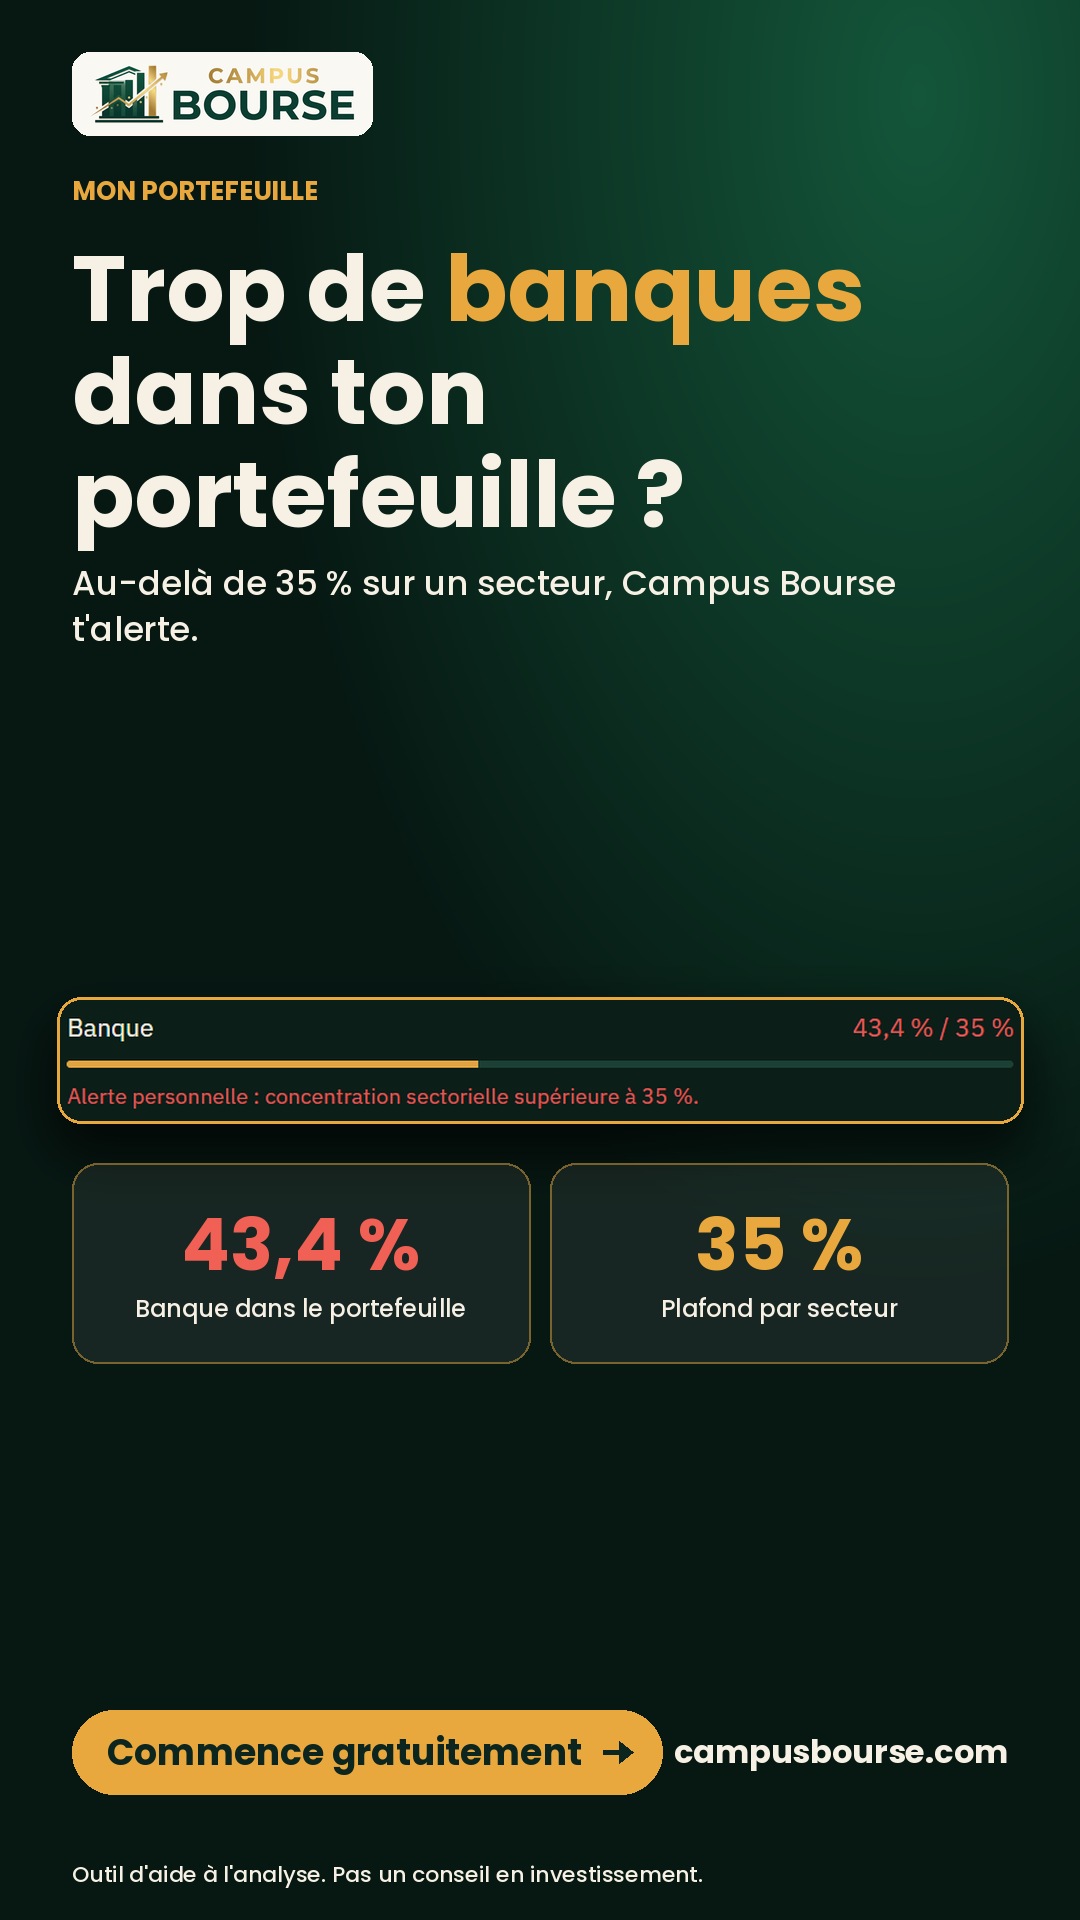 CAMPUS
BOURSE
MON PORTEFEUILLE
Trop de banques
dans ton
portefeuille ?
Au-delà de 35 % sur un secteur, Campus Bourse
t'alerte.
Banque 43,4 % / 35 %
Alerte personnelle : concentration sectorielle supérieure à 35 %.
43,4 % 35 %
Banque dans le portefeuille Plafond par secteur
Commence gratuitement → campusbourse.com
Outil d'aide à l'analyse. Pas un conseil en investissement.